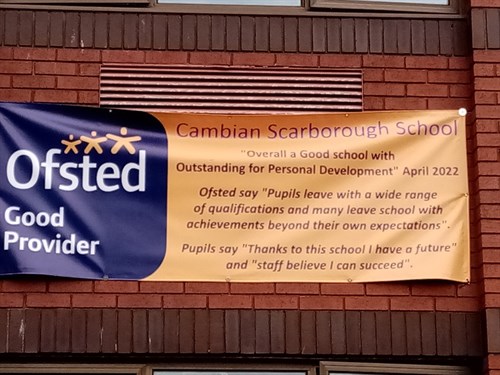 Ofsted
Good
Provider
Cambian Scarborough School
"Overall a Good school with
Outstanding for Personal Development" April 2022
Ofsted say "Pupils leave with a wide range
of qualifications and many leave school with
achievements beyond their own expectations".
Pupils say "Thanks to this school I have a future"
and "staff believe I can succeed".